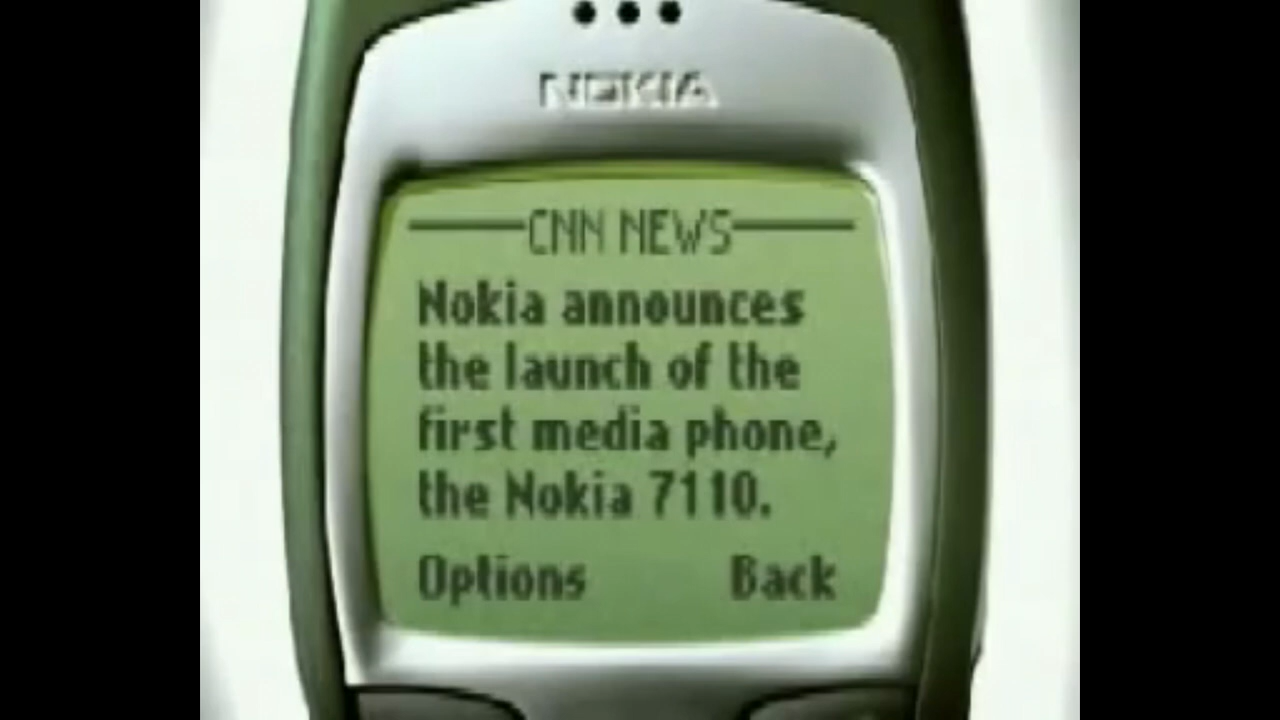 NOKIA
CNN NEWS
Nokia announces
the launch of the
first media phone,
the Nokia 7110.
Options Back